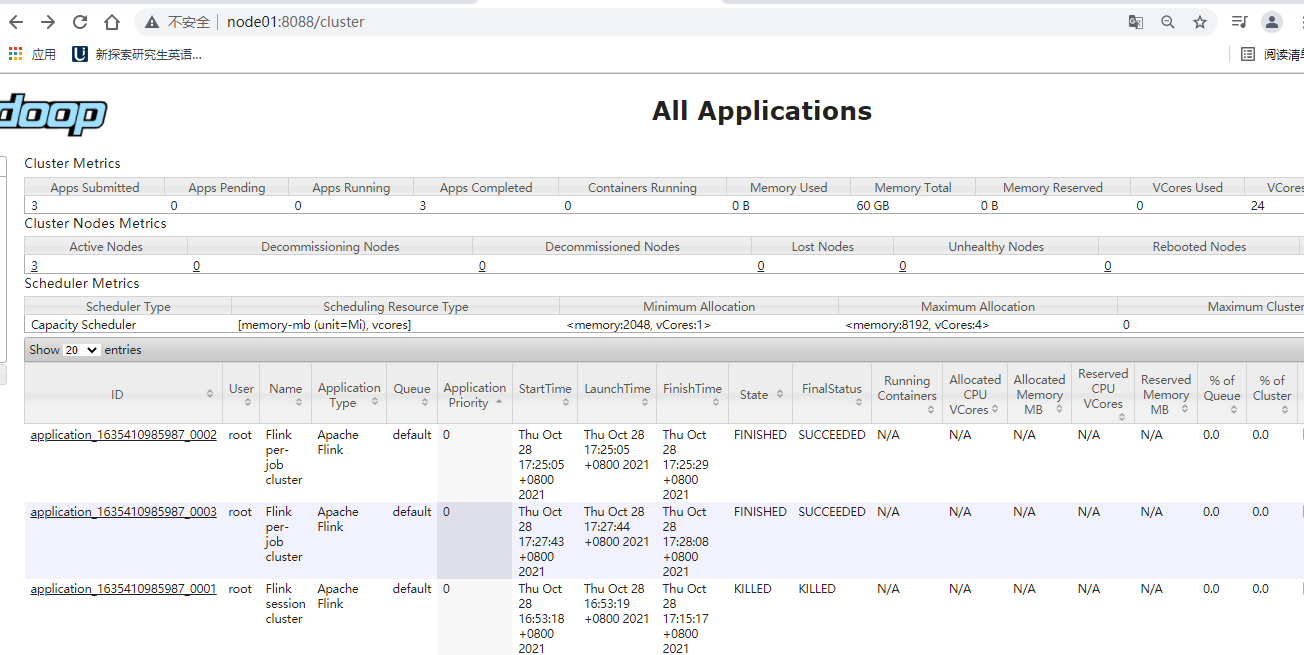 不安全 node01:8088/cluster
应用 新探索研究生英语... 阅读清单
doop
All Applications
Cluster Metrics
Apps Submitted Apps Pending Apps Running Apps Completed Containers Running Memory Used Memory Total Memory Reserved VCores Used VCores
3 0 0 3 0 0 B 60 GB 0 B 0 24
Cluster Nodes Metrics
Active Nodes Decommissioning Nodes Decommissioned Nodes Lost Nodes Unhealthy Nodes Rebooted Nodes
3 0 0 0 0 0
Scheduler Metrics
Scheduler Type Scheduling Resource Type Minimum Allocation Maximum Allocation Maximum Cluster
Capacity Scheduler [memory-mb (unit=Mi), vcores] <memory:2048, vCores:1> <memory:8192, vCores:4> 0
Show 20 entries
ID User Name Application Type Queue Application Priority StartTime LaunchTime FinishTime State FinalStatus Running Containers Allocated CPU VCores Allocated Memory MB Reserved CPU VCores Reserved Memory MB % of Queue % of Cluster
application_1635410985987_0002 root Flink per-job cluster Apache Flink default 0 Thu Oct 28 17:25:05 +0800 2021 Thu Oct 28 17:25:05 +0800 2021 Thu Oct 28 17:25:29 +0800 2021 FINISHED SUCCEEDED N/A N/A N/A N/A N/A 0.0 0.0
application_1635410985987_0003 root Flink per-job cluster Apache Flink default 0 Thu Oct 28 17:27:43 +0800 2021 Thu Oct 28 17:27:44 +0800 2021 Thu Oct 28 17:28:08 +0800 2021 FINISHED SUCCEEDED N/A N/A N/A N/A N/A 0.0 0.0
application_1635410985987_0001 root Flink session cluster Apache Flink default 0 Thu Oct 28 16:53:18 +0800 2021 Thu Oct 28 16:53:19 +0800 2021 Thu Oct 28 17:15:17 +0800 2021 KILLED KILLED N/A N/A N/A N/A N/A 0.0 0.0